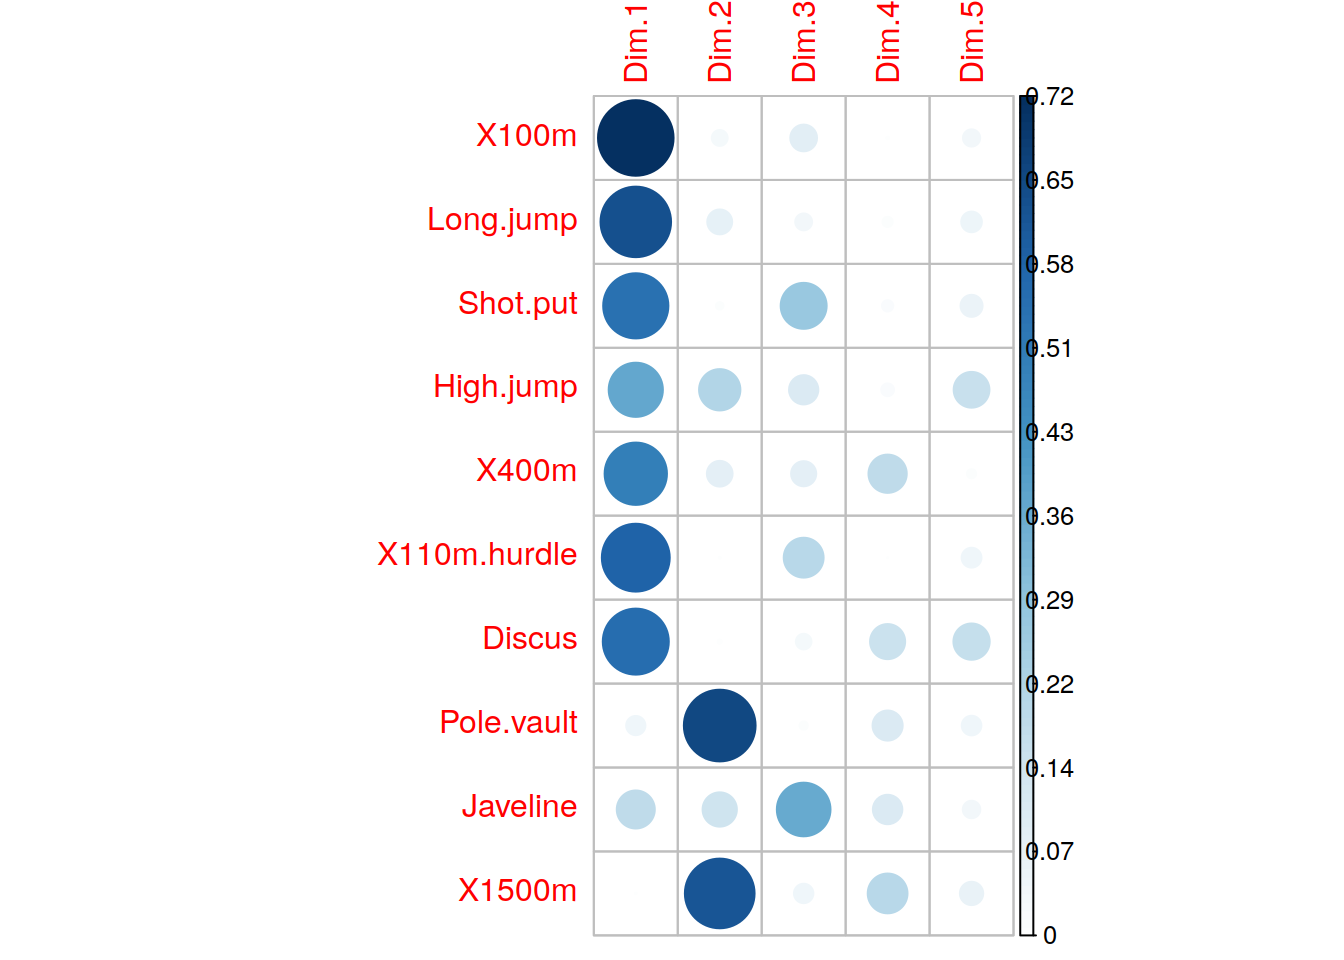 Dim.1 Dim.2 Dim.3 Dim.4 Dim.5
0.72
X100m
0.65
Long.jump
0.58
Shot.put
0.51
High.jump
0.43
X400m
0.36
X110m.hurdle
0.29
Discus
0.22
Pole.vault
0.14
Javeline
0.07
X1500m
0